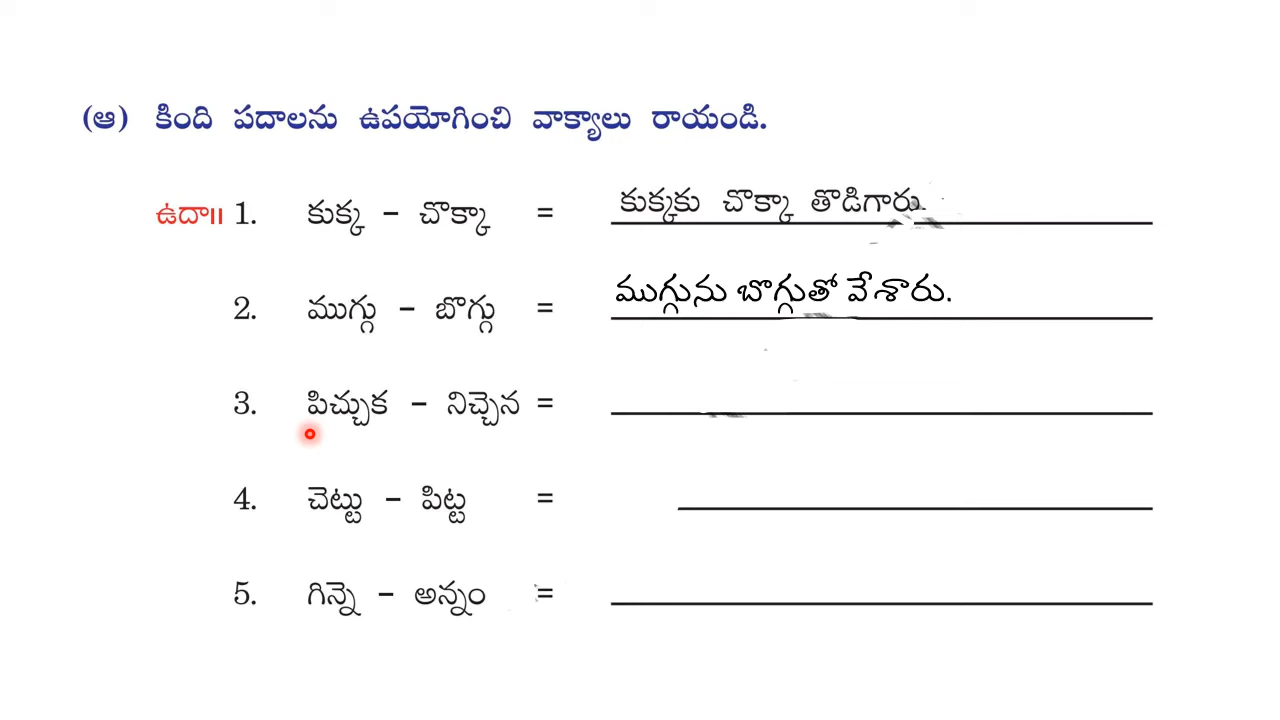 (ఆ) కింది పదాలను ఉపయోగించి వాక్యాలు రాయండి.
ఉదా॥ 1. కుక్క – చొక్కా = కుక్కకు చొక్కా తొడిగారు.
2. ముగ్గు – బొగ్గు = ముగ్గును బొగ్గుతో వేశారు.
3. పిచ్చుక – నిచ్చెన =
4. చెట్టు – పిట్ట =
5. గిన్నె – అన్నం =